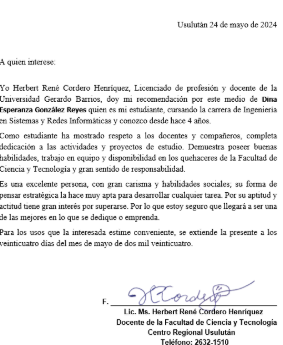 Usulután 24 de mayo de 2024
A quien interese.
Yo Herbert René Cordero Henríquez, Licenciado de profesión y docente de la
Universidad Gerardo Barrios, doy mi recomendación por este medio de Dina
Esperanza González Reyes quien es mi estudiante, cursando la carrera de Ingeniería
en Sistemas y Redes Informáticas y conozco desde hace 4 años.
Como estudiante ha mostrado respeto a los docentes y compañeros, completa
dedicación a las actividades y proyectos de estudio. Demuestra poseer buenas
habilidades, trabajo en equipo y disponibilidad en los quehaceres de la Facultad de
Ciencia y Tecnología y gran sentido de responsabilidad.
Es una excelente persona, con gran carisma y habilidades sociales, su forma de
pensar estratégica la hace muy apta para desarrollar cualquier tarea. Por su aptitud y
actitud tiene gran interés por superarse. Por lo que estoy seguro que llegará a ser una
de las mejores en lo que se dedique o emprenda.
Para los usos que la interesada estime conveniente, se extiende la presente a los
veinticuatro días del mes de mayo de dos mil veinticuatro.
F. HCordero
Lic. Ms. Herbert René Cordero Henríquez
Docente de la Facultad de Ciencia y Tecnología
Centro Regional Usulután
Teléfono: 2632-1510